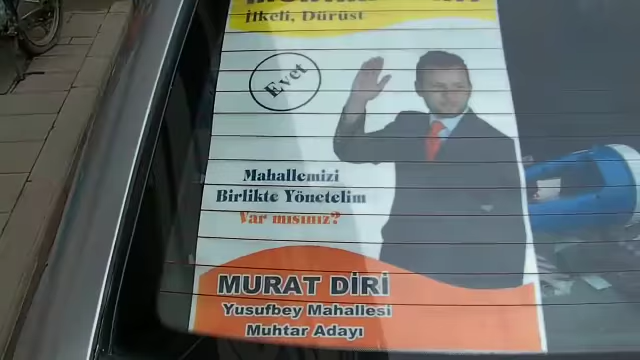 İlkeli, Dürüst
Evet
Mahallemizi
Birlikte Yönetelim
Var mısınız?
MURAT DİRİ
Yusufbey Mahallesi
Muhtar Adayı